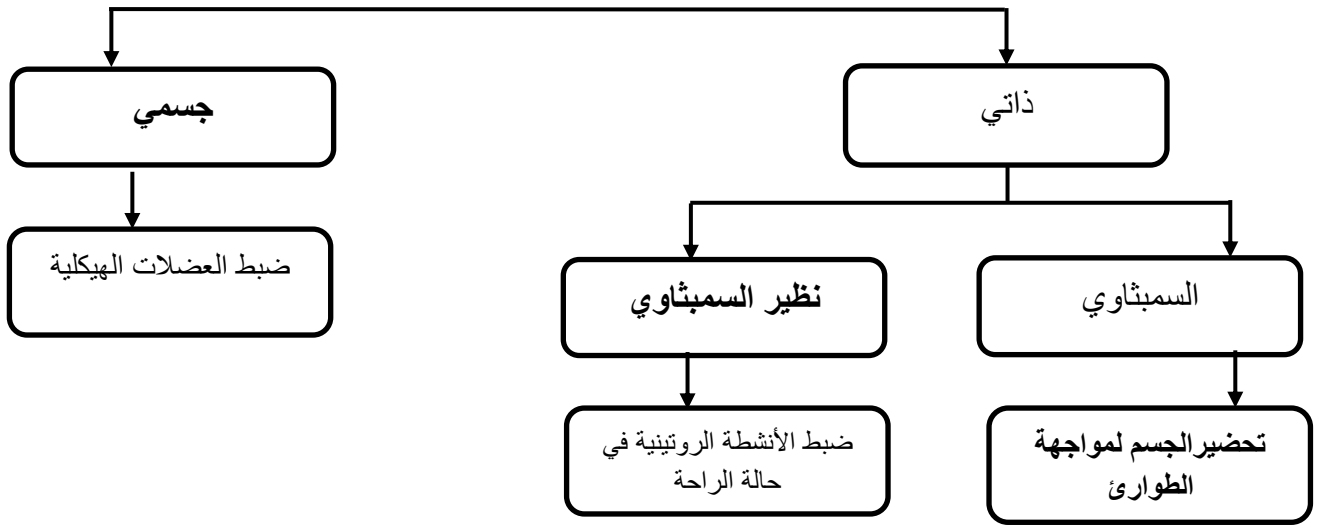 ذاتي
جسمي
السمبثاوي
نظير السمبثاوي
ضبط العضلات الهيكلية
تحضيرالجسم لمواجهة
الطوارئ
ضبط الأنشطة الروتينية في
حالة الراحة